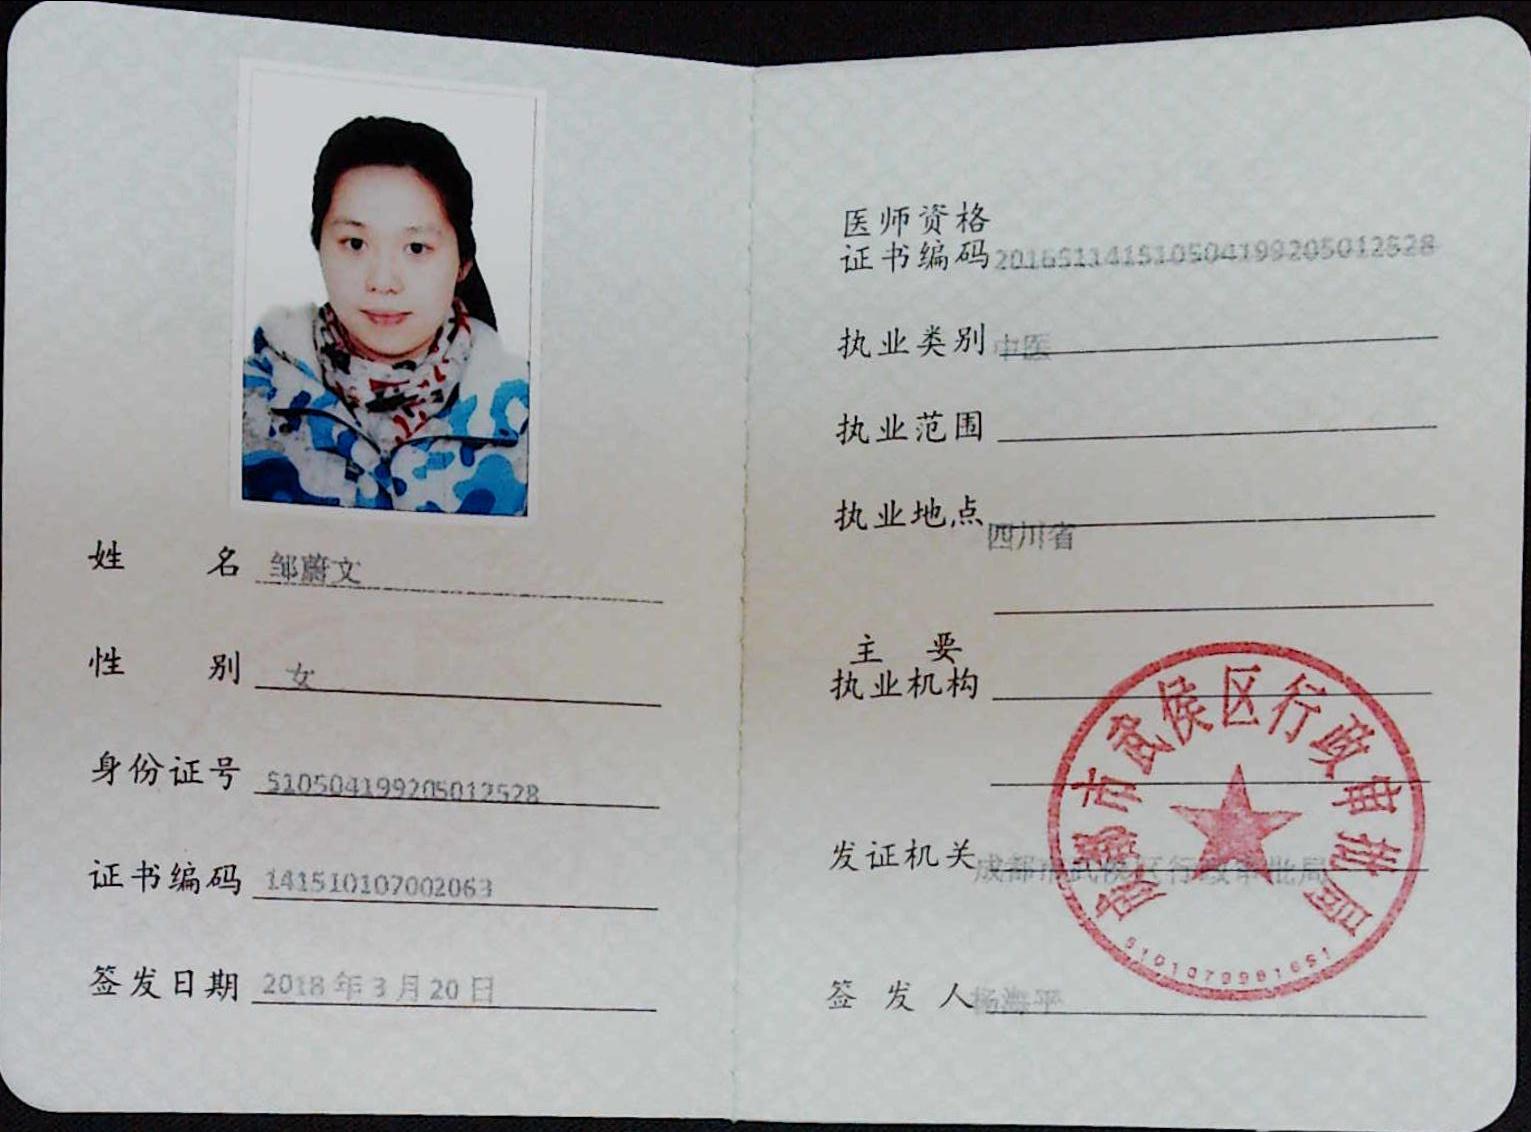 姓 名 邹蔚文
性 别 女
身份证号 510504199205012528
证书编码 141510107002063
签发日期 2018年3月20日
医师资格
证书编码 201651141510504199205012528
执业类别 中医
执业范围
执业地点 四川省
主 要
执业机构
发证机关 成都市武侯区行政审批局
签发人 杨海平
成都市武侯区行政审批局
5101079981651